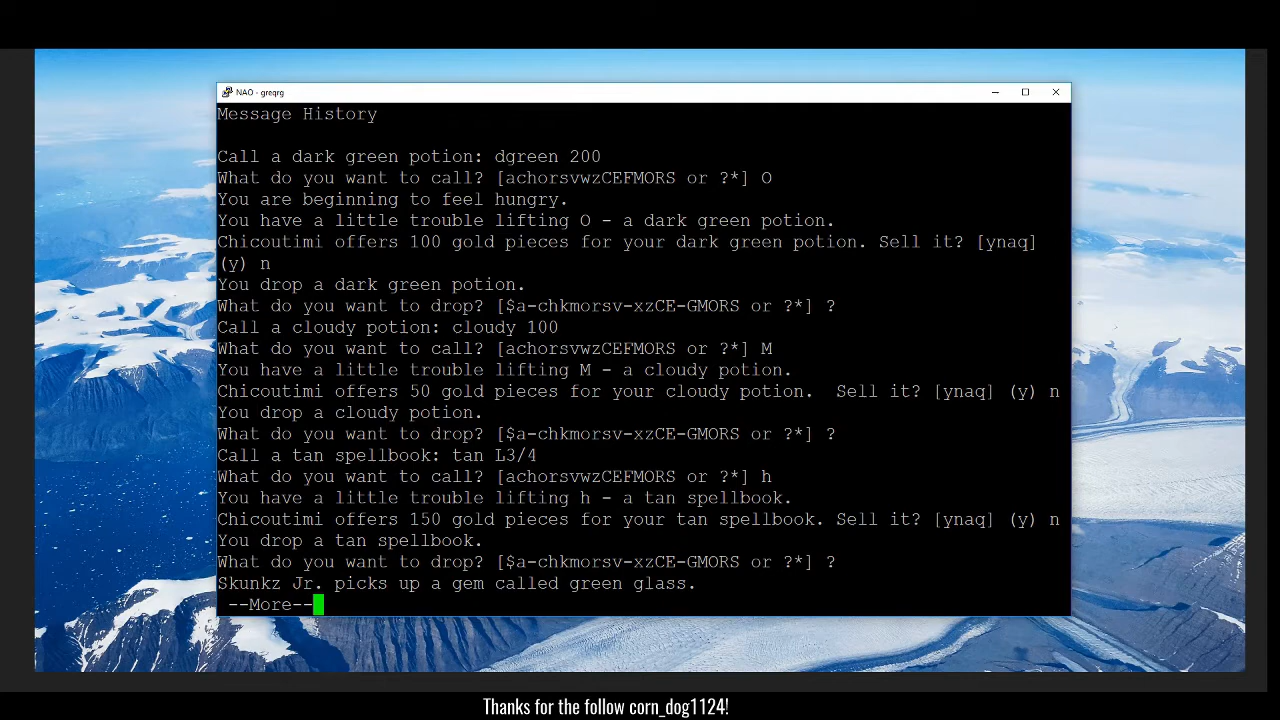 NAO - greqrg
Message History
Call a dark green potion: dgreen 200
What do you want to call? [achorsvwzCEFMORS or ?*] O
You are beginning to feel hungry.
You have a little trouble lifting O - a dark green potion.
Chicoutimi offers 100 gold pieces for your dark green potion. Sell it? [ynaq]
(y) n
You drop a dark green potion.
What do you want to drop? [$a-chkmorsv-xzCE-GMORS or ?*] ?
Call a cloudy potion: cloudy 100
What do you want to call? [achorsvwzCEFMORS or ?*] M
You have a little trouble lifting M - a cloudy potion.
Chicoutimi offers 50 gold pieces for your cloudy potion.  Sell it? [ynaq] (y) n
You drop a cloudy potion.
What do you want to drop? [$a-chkmorsv-xzCE-GMORS or ?*] ?
Call a tan spellbook: tan L3/4
What do you want to call? [achorsvwzCEFMORS or ?*] h
You have a little trouble lifting h - a tan spellbook.
Chicoutimi offers 150 gold pieces for your tan spellbook. Sell it? [ynaq] (y) n
You drop a tan spellbook.
What do you want to drop? [$a-chkmorsv-xzCE-GMORS or ?*] ?
Skunkz Jr. picks up a gem called green glass.
--More--
Thanks for the follow corn_dog1124!